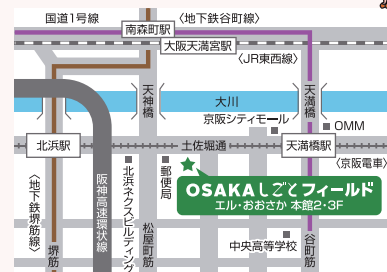 国道1号線
〈地下鉄谷町線〉
南森町駅
大阪天満宮駅
〈JR東西線〉
天神橋
大川
天満橋
京阪シティモール
OMM
北浜駅
土佐堀通
天満橋駅
〈京阪電車〉
〈地下鉄堺筋線〉
堺筋
阪神高速環状線
北浜ネクスビルディング
郵便局
松屋町筋
OSAKAしごとフィールド
エル・おおさか 本館2・3F
中央高等学校
谷町筋